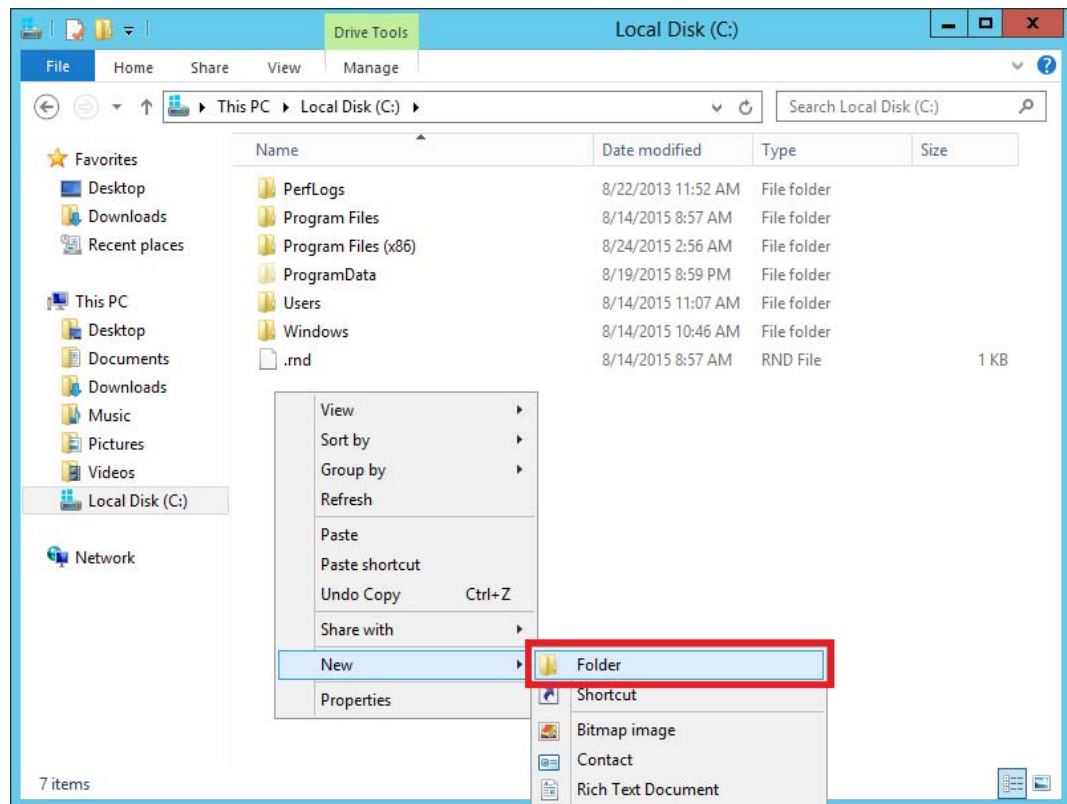 Drive Tools
Local Disk (C:)
File Home Share View Manage
This PC Local Disk (C:)
Search Local Disk (C:)
Name Date modified Type Size
Favorites
Desktop
Downloads
Recent places
This PC
Desktop
Documents
Downloads
Music
Pictures
Videos
Local Disk (C:)
Network
PerfLogs 8/22/2013 11:52 AM File folder
Program Files 8/14/2015 8:57 AM File folder
Program Files (x86) 8/24/2015 2:56 AM File folder
ProgramData 8/19/2015 8:59 PM File folder
Users 8/14/2015 11:07 AM File folder
Windows 8/14/2015 10:46 AM File folder
.rnd 8/14/2015 8:57 AM RND File 1 KB
View
Sort by
Group by
Refresh
Paste
Paste shortcut
Undo Copy Ctrl+Z
Share with
New
Properties
Folder
Shortcut
Bitmap image
Contact
Rich Text Document
7 items